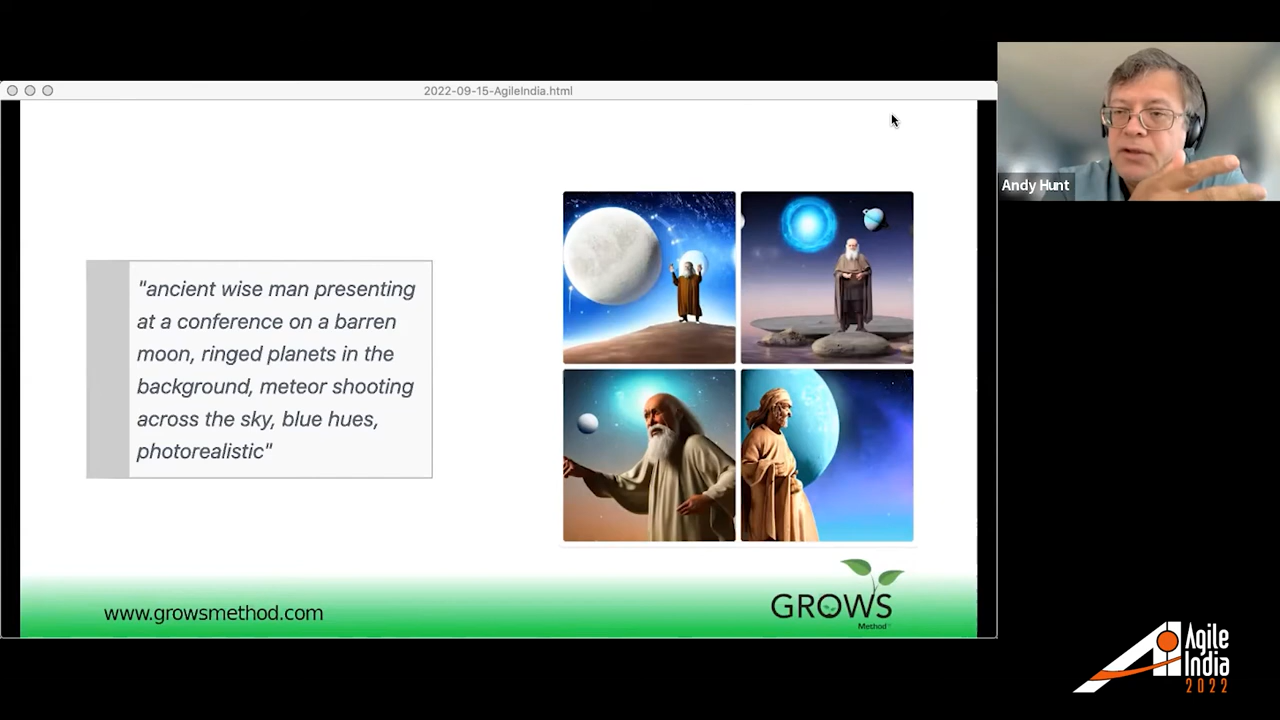 2022-09-15-AgileIndia.html
Andy Hunt
"ancient wise man presenting
at a conference on a barren
moon, ringed planets in the
background, meteor shooting
across the sky, blue hues,
photorealistic"
www.growsmethod.com
GROWS
Method
Agile
India
2022